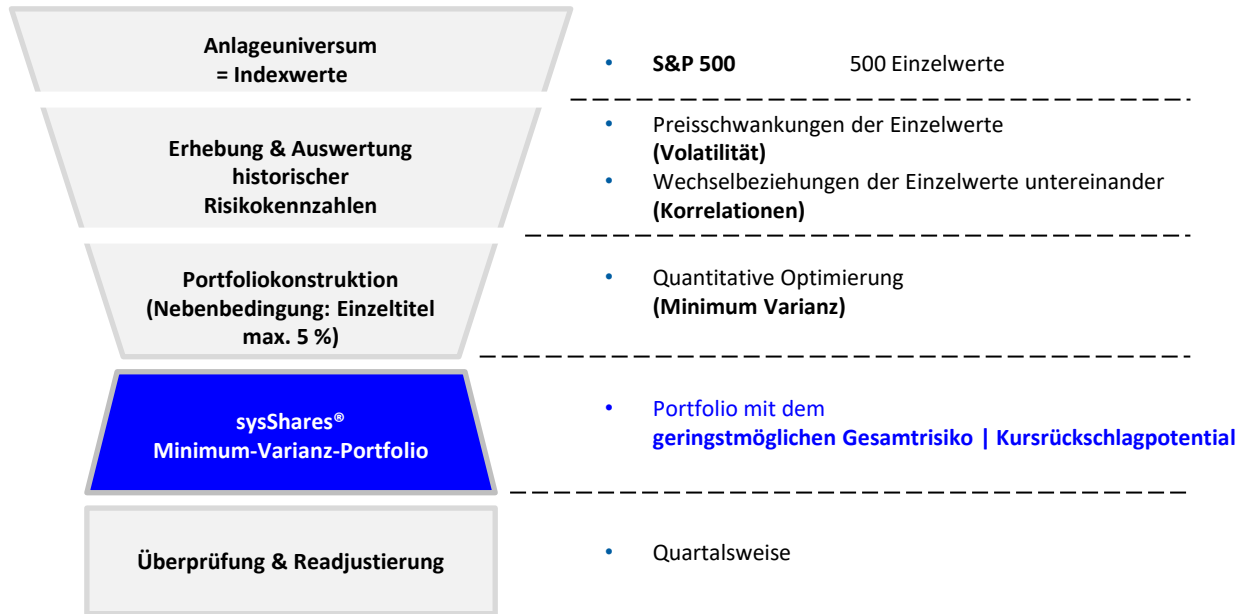 Anlageuniversum
= Indexwerte
• S&P 500 500 Einzelwerte
Erhebung & Auswertung
historischer
Risikokennzahlen
• Preisschwankungen der Einzelwerte
(Volatilität)
• Wechselbeziehungen der Einzelwerte untereinander
(Korrelationen)
Portfoliokonstruktion
(Nebenbedingung: Einzeltitel
max. 5 %)
• Quantitative Optimierung
(Minimum Varianz)
sysShares®
Minimum-Varianz-Portfolio
• Portfolio mit dem
geringstmöglichen Gesamtrisiko | Kursrückschlagpotential
Überprüfung & Readjustierung
• Quartalsweise